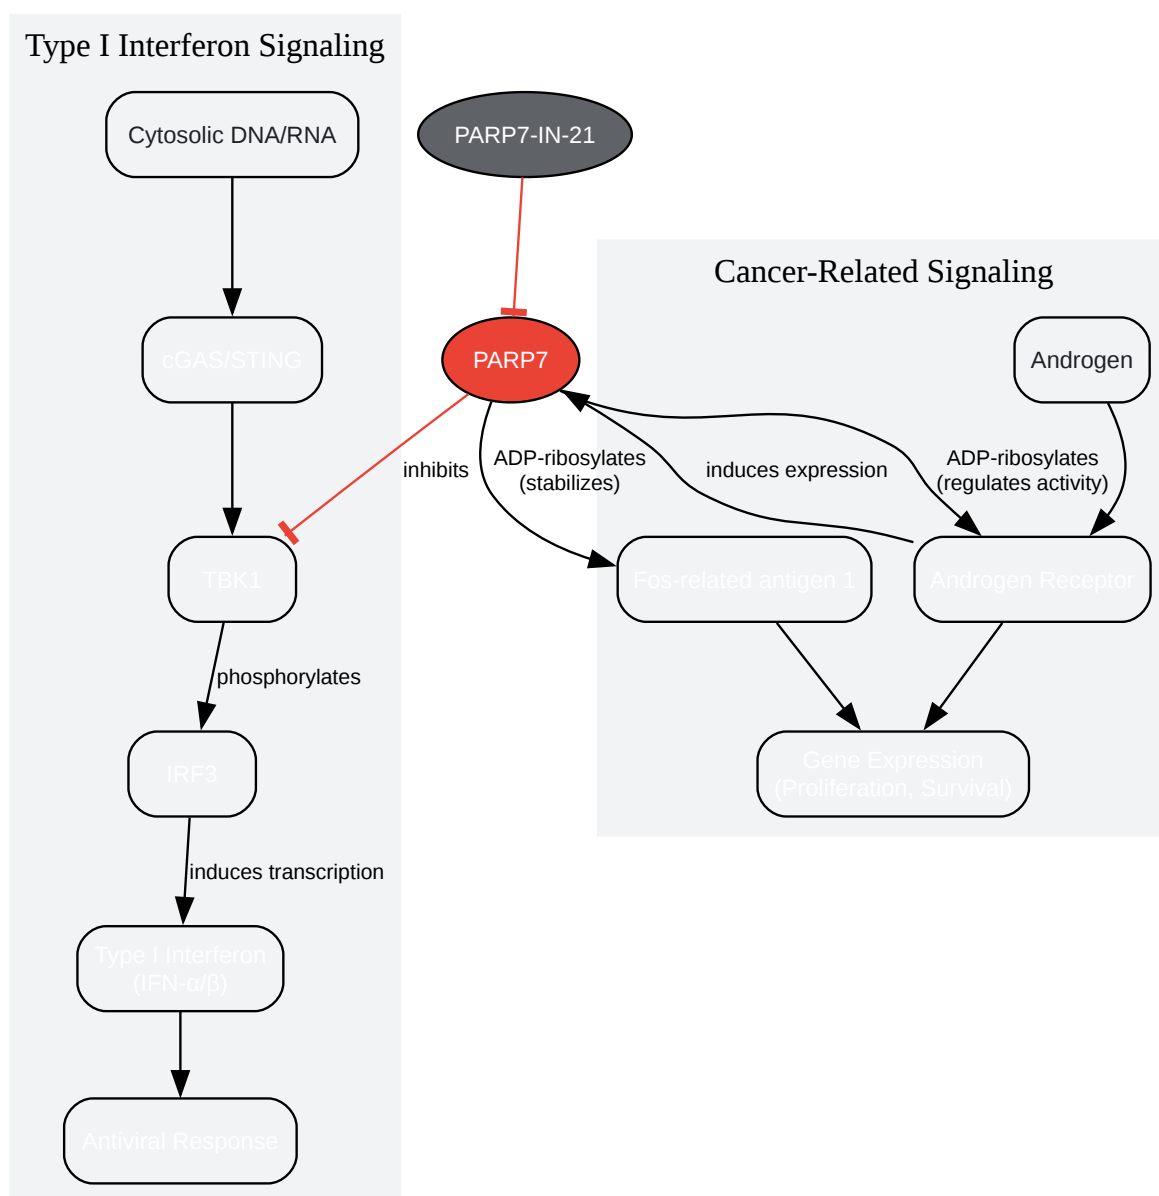 Type I Interferon Signaling
Cytosolic DNA/RNA
PARP7-IN-21
Cancer-Related Signaling
cGAS/STING
PARP7
Androgen
inhibits
ADP-ribosylates
(stabilizes)
induces expression
ADP-ribosylates
(regulates activity)
TBK1
Fos-related antigen 1
Androgen Receptor
phosphorylates
IRF3
Gene Expression
(Proliferation, Survival)
induces transcription
Type I Interferon
(IFN-α/β)
Antiviral Response